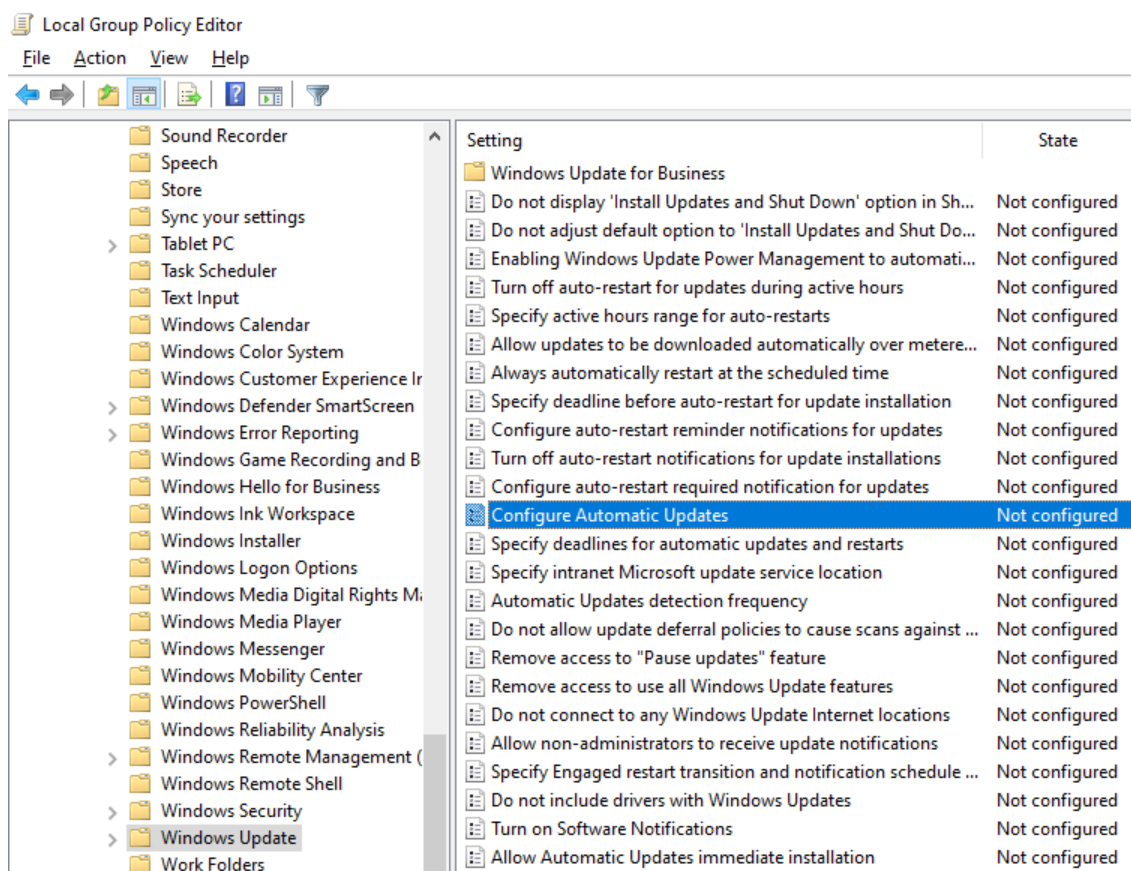 Local Group Policy Editor
File Action View Help
Sound Recorder
Speech
Store
Sync your settings
Tablet PC
Task Scheduler
Text Input
Windows Calendar
Windows Color System
Windows Customer Experience Ir
Windows Defender SmartScreen
Windows Error Reporting
Windows Game Recording and B
Windows Hello for Business
Windows Ink Workspace
Windows Installer
Windows Logon Options
Windows Media Digital Rights Ma
Windows Media Player
Windows Messenger
Windows Mobility Center
Windows PowerShell
Windows Reliability Analysis
Windows Remote Management (
Windows Remote Shell
Windows Security
Windows Update
Work Folders
Setting State
Windows Update for Business
Do not display 'Install Updates and Shut Down' option in Sh... Not configured
Do not adjust default option to 'Install Updates and Shut Do... Not configured
Enabling Windows Update Power Management to automati... Not configured
Turn off auto-restart for updates during active hours Not configured
Specify active hours range for auto-restarts Not configured
Allow updates to be downloaded automatically over metere... Not configured
Always automatically restart at the scheduled time Not configured
Specify deadline before auto-restart for update installation Not configured
Configure auto-restart reminder notifications for updates Not configured
Turn off auto-restart notifications for update installations Not configured
Configure auto-restart required notification for updates Not configured
Configure Automatic Updates Not configured
Specify deadlines for automatic updates and restarts Not configured
Specify intranet Microsoft update service location Not configured
Automatic Updates detection frequency Not configured
Do not allow update deferral policies to cause scans against ... Not configured
Remove access to "Pause updates" feature Not configured
Remove access to use all Windows Update features Not configured
Do not connect to any Windows Update Internet locations Not configured
Allow non-administrators to receive update notifications Not configured
Specify Engaged restart transition and notification schedule ... Not configured
Do not include drivers with Windows Updates Not configured
Turn on Software Notifications Not configured
Allow Automatic Updates immediate installation Not configured